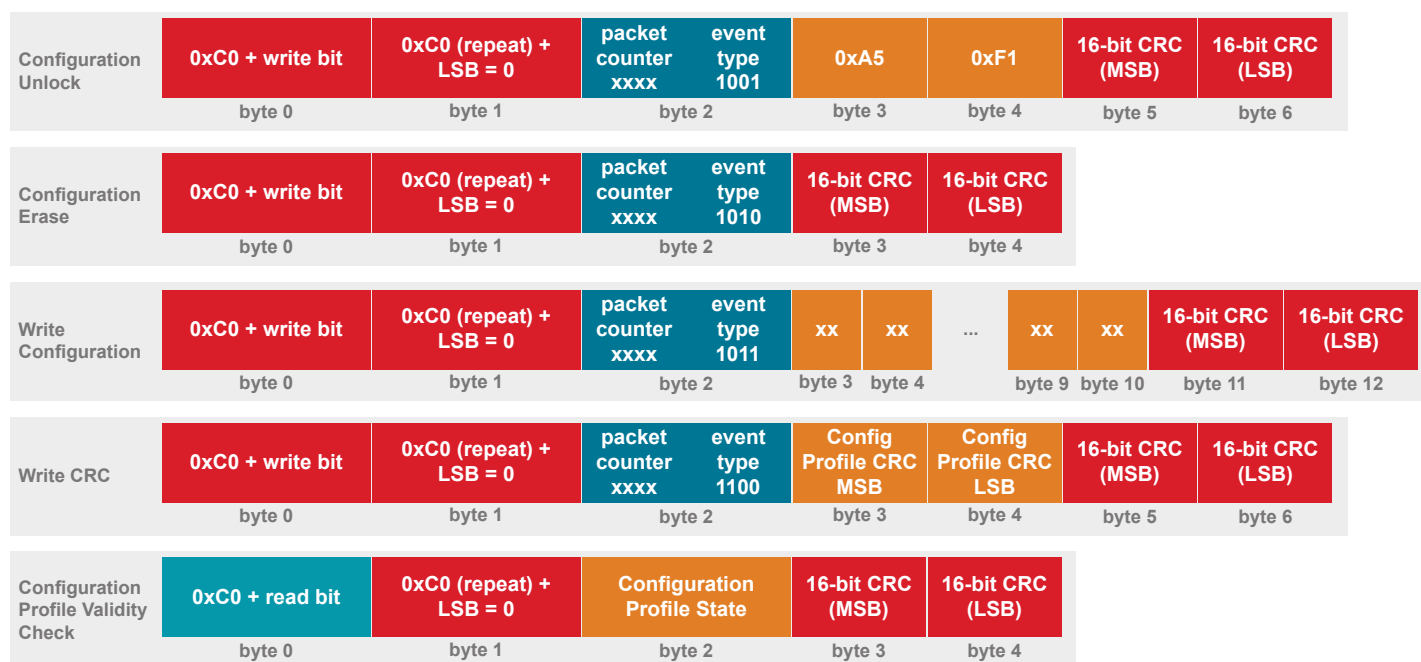 Configuration
Unlock
0xC0 + write bit
0xC0 (repeat) +
LSB = 0
packet
counter
xxxx
event
type
1001
0xA5
0xF1
16-bit CRC
(MSB)
16-bit CRC
(LSB)
byte 0
byte 1
byte 2
byte 3
byte 4
byte 5
byte 6
Configuration
Erase
0xC0 + write bit
0xC0 (repeat) +
LSB = 0
packet
counter
xxxx
event
type
1010
16-bit CRC
(MSB)
16-bit CRC
(LSB)
byte 0
byte 1
byte 2
byte 3
byte 4
Write
Configuration
0xC0 + write bit
0xC0 (repeat) +
LSB = 0
packet
counter
xxxx
event
type
1011
xx
xx
...
xx
xx
16-bit CRC
(MSB)
16-bit CRC
(LSB)
byte 0
byte 1
byte 2
byte 3
byte 4
byte 9
byte 10
byte 11
byte 12
Write CRC
0xC0 + write bit
0xC0 (repeat) +
LSB = 0
packet
counter
xxxx
event
type
1100
Config
Profile CRC
MSB
Config
Profile CRC
LSB
16-bit CRC
(MSB)
16-bit CRC
(LSB)
byte 0
byte 1
byte 2
byte 3
byte 4
byte 5
byte 6
Configuration
Profile Validity
Check
0xC0 + read bit
0xC0 (repeat) +
LSB = 0
Configuration
Profile State
16-bit CRC
(MSB)
16-bit CRC
(LSB)
byte 0
byte 1
byte 2
byte 3
byte 4